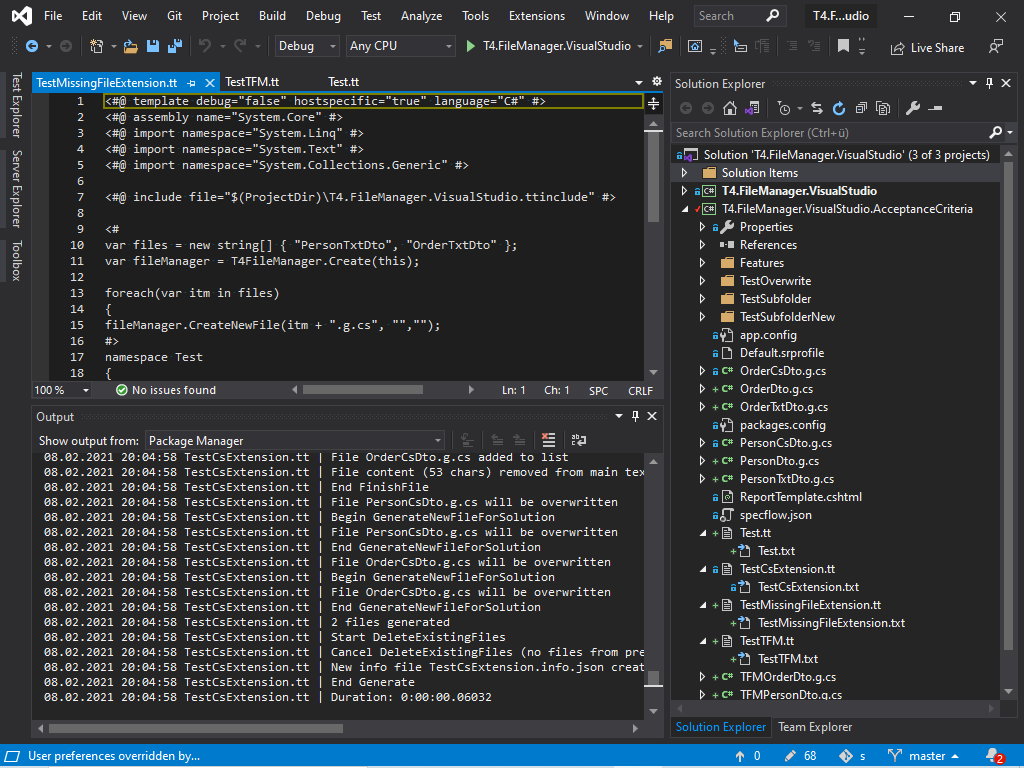 File Edit View Git Project Build Debug Test Analyze Tools Extensions Window Help Search T4.F...udio
Debug Any CPU T4.FileManager.VisualStudio Live Share
Test Explorer
Server Explorer
Toolbox
TestMissingFileExtension.tt TestTFM.tt Test.tt
1 <#@ template debug="false" hostspecific="true" language="C#" #>
2 <#@ assembly name="System.Core" #>
3 <#@ import namespace="System.Linq" #>
4 <#@ import namespace="System.Text" #>
5 <#@ import namespace="System.Collections.Generic" #>
6
7 <#@ include file="$(ProjectDir)\T4.FileManager.VisualStudio.ttinclude" #>
8
9 <#
10 var files = new string[] { "PersonTxtDto", "OrderTxtDto" };
11 var fileManager = T4FileManager.Create(this);
12
13 foreach(var itm in files)
14 {
15 fileManager.CreateNewFile(itm + ".g.cs", "","");
16 #>
17 namespace Test
18 {
100 % No issues found Ln: 1 Ch: 1 SPC CRLF
Output
Show output from: Package Manager
08.02.2021 20:04:58 TestCsExtension.tt | File OrderCsDto.g.cs added to list
08.02.2021 20:04:58 TestCsExtension.tt | File content (53 chars) removed from main tex
08.02.2021 20:04:58 TestCsExtension.tt | End FinishFile
08.02.2021 20:04:58 TestCsExtension.tt | File PersonCsDto.g.cs will be overwritten
08.02.2021 20:04:58 TestCsExtension.tt | Begin GenerateNewFileForSolution
08.02.2021 20:04:58 TestCsExtension.tt | File PersonCsDto.g.cs will be overwritten
08.02.2021 20:04:58 TestCsExtension.tt | End GenerateNewFileForSolution
08.02.2021 20:04:58 TestCsExtension.tt | File OrderCsDto.g.cs will be overwritten
08.02.2021 20:04:58 TestCsExtension.tt | Begin GenerateNewFileForSolution
08.02.2021 20:04:58 TestCsExtension.tt | File OrderCsDto.g.cs will be overwritten
08.02.2021 20:04:58 TestCsExtension.tt | End GenerateNewFileForSolution
08.02.2021 20:04:58 TestCsExtension.tt | 2 files generated
08.02.2021 20:04:58 TestCsExtension.tt | Start DeleteExistingFiles
08.02.2021 20:04:58 TestCsExtension.tt | Cancel DeleteExistingFiles (no files from pre
08.02.2021 20:04:58 TestCsExtension.tt | New info file TestCsExtension.info.json creat
08.02.2021 20:04:58 TestCsExtension.tt | End Generate
08.02.2021 20:04:58 TestCsExtension.tt | Duration: 0:00:00.06032
Solution Explorer
Search Solution Explorer (Ctrl+ü)
Solution 'T4.FileManager.VisualStudio' (3 of 3 projects)
Solution Items
C# T4.FileManager.VisualStudio
C# T4.FileManager.VisualStudio.AcceptanceCriteria
Properties
References
Features
TestOverwrite
TestSubfolder
TestSubfolderNew
app.config
Default.srprofile
C# OrderCsDto.g.cs
+ C# OrderDto.g.cs
+ C# OrderTxtDto.g.cs
packages.config
C# PersonCsDto.g.cs
+ C# PersonDto.g.cs
+ C# PersonTxtDto.g.cs
ReportTemplate.cshtml
specflow.json
+ Test.tt
+ Test.txt
TestCsExtension.tt
TestCsExtension.txt
+ TestMissingFileExtension.tt
+ TestMissingFileExtension.txt
+ TestTFM.tt
+ TestTFM.txt
+ C# TFMOrderDto.g.cs
+ C# TFMPersonDto.g.cs
Solution Explorer Team Explorer
User preferences overridden by... 0 68 s master 2